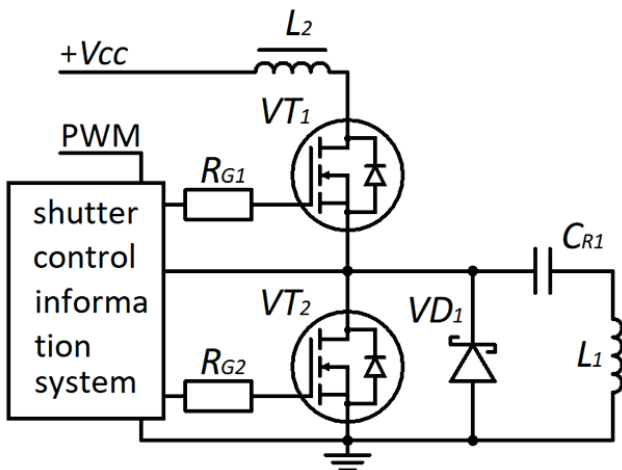 L2
+Vcc
VT1
PWM
RG1
shutter
control
informa
tion
system
CR1
VT2
VD1
L1
RG2